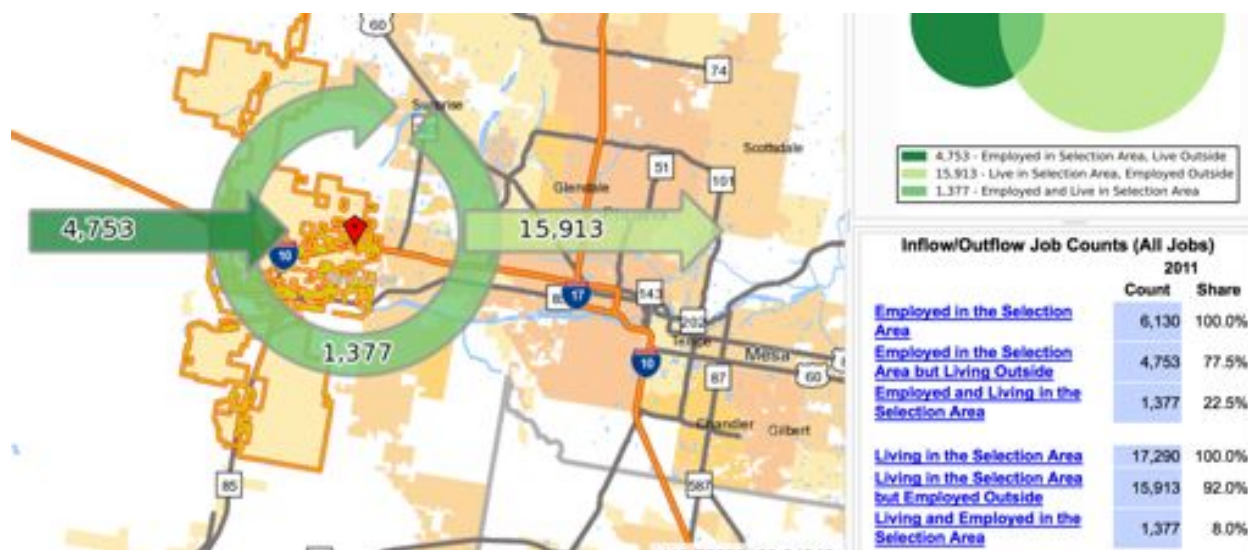 60
74
Surprise
Scottsdale
51
101
Glendale
4,753
15,913
10
17
85
143
202
Tempe
Mesa
1,377
10
87
60
Chandler
Gilbert
85
587
4,753 - Employed in Selection Area, Live Outside
15,913 - Live in Selection Area, Employed Outside
1,377 - Employed and Live in Selection Area
Inflow/Outflow Job Counts (All Jobs)
2011
Count Share
Employed in the Selection
Area 6,130 100.0%
Employed in the Selection
Area but Living Outside 4,753 77.5%
Employed and Living in the
Selection Area 1,377 22.5%
Living in the Selection Area 17,290 100.0%
Living in the Selection Area
but Employed Outside 15,913 92.0%
Living and Employed in the
Selection Area 1,377 8.0%